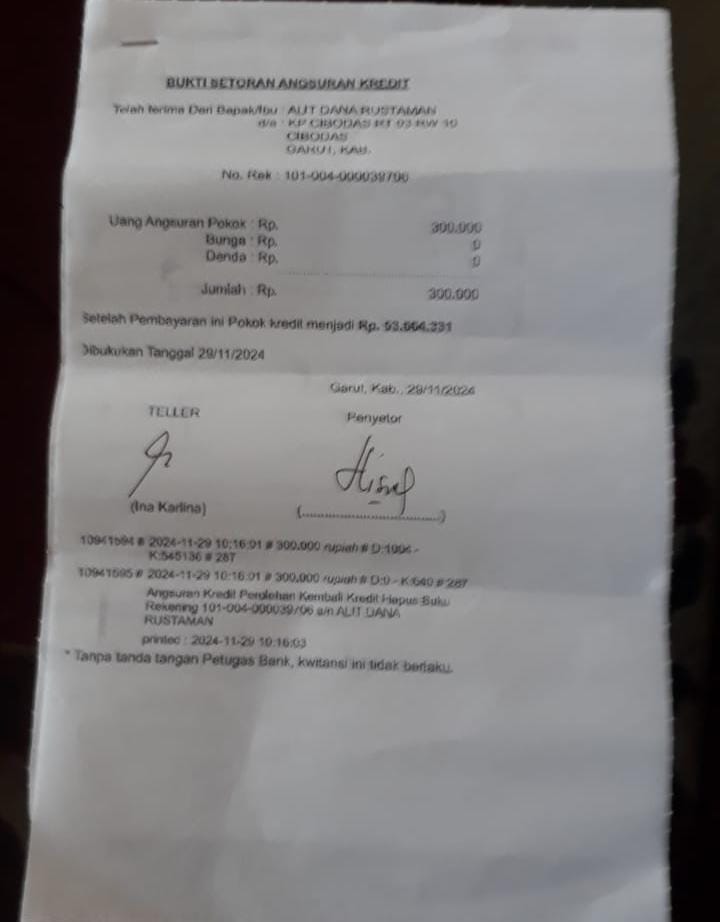 BUKTI SETORAN ANGSURAN KREDIT
Telah terima Dari Bapak/Ibu : ALIT DANA RUSTAMAN
d/a : KP CIBODAS RT 03 RW 10
CIBODAS
GARUT, KAB.
No. Rek : 101-004-000039706
Uang Angsuran Pokok : Rp. 300.000
Bunga : Rp. 0
Denda : Rp. 0
Jumlah : Rp. 300.000
Setelah Pembayaran ini Pokok kredit menjadi Rp. 53.564.331
Dibukukan Tanggal 29/11/2024
Garut, Kab., 29/11/2024
TELLER Penyetor
(Ina Karlina) (..............................)
10941594 # 2024-11-29 10:16:01 # 300.000 rupiah # D:1004 -
K:545136 # 287
10941595 # 2024-11-29 10:16:01 # 300.000 rupiah # D:0 - K:640 # 287
Angsuran Kredit Perolehan Kembali Kredit Hapus Buku
Rekening 101-004-000039706 a/n ALIT DANA
RUSTAMAN
printed : 2024-11-29 10:16:03
* Tanpa tanda tangan Petugas Bank, kwitansi ini tidak berlaku.